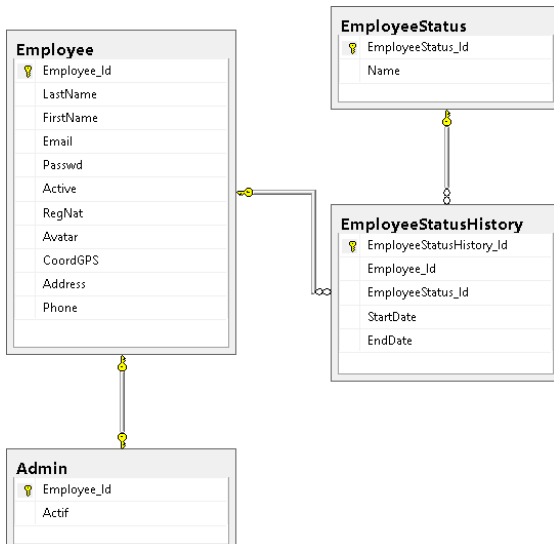 EmployeeStatus
EmployeeStatus_Id
Name
Employee
Employee_Id
LastName
FirstName
Email
Passwd
Active
RegNat
Avatar
CoordGPS
Address
Phone
EmployeeStatusHistory
EmployeeStatusHistory_Id
Employee_Id
EmployeeStatus_Id
StartDate
EndDate
Admin
Employee_Id
Actif